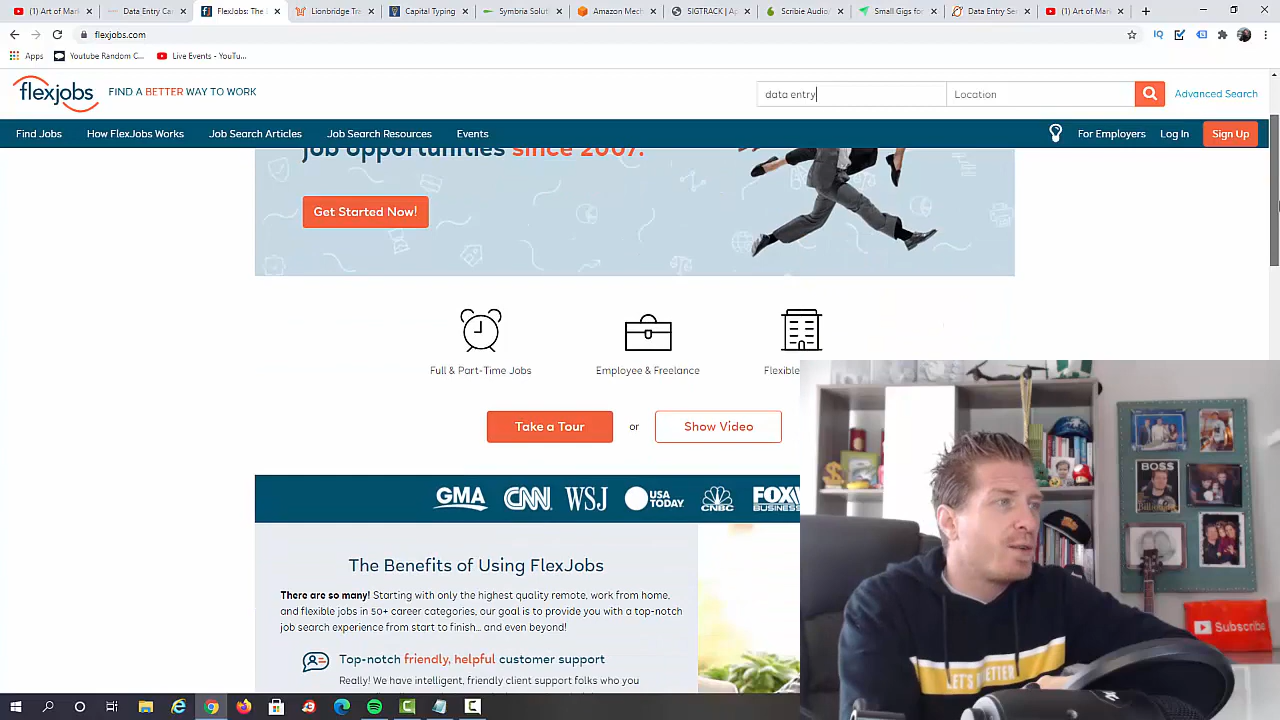 (1) Art of Mark
Data Entry Ca
FlexJobs: The
Lionbridge Tra
Capital Typing
Symbria Solut
Amazon Mech
SIGTRACK | Ap
Scribie Audio/
Small Gigs for
Data Entry Se
(1) Art of Mar
flexjobs.com
Apps
Youtube Random C...
Live Events - YouTu...
flexjobs
FIND A BETTER WAY TO WORK
data entry
Location
Advanced Search
Find Jobs
How FlexJobs Works
Job Search Articles
Job Search Resources
Events
For Employers
Log In
Sign Up
job opportunities since 2007.
Get Started Now!
Full & Part-Time Jobs
Employee & Freelance
Flexible
Take a Tour
or
Show Video
GMA
CNN
WSJ
USA TODAY
CNBC
FOX
BUSINESS
The Benefits of Using FlexJobs
There are so many! Starting with only the highest-quality remote, work from home,
and flexible jobs in 50+ career categories, our goal is to provide you with a top-notch
job search experience from start to finish... and even beyond!
Top-notch friendly, helpful customer support
Really! We have intelligent, friendly client support folks who you
BOSS
Subscribe
LET'S BETTER